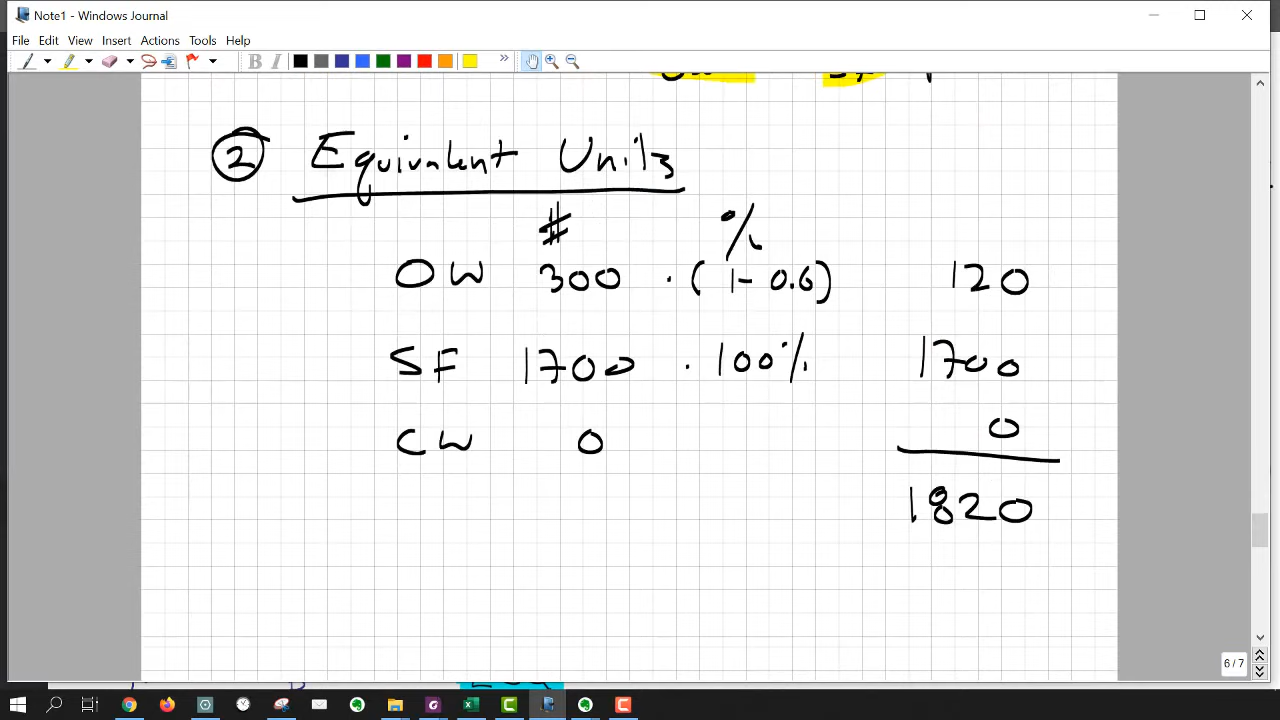 Note1 - Windows Journal
File Edit View Insert Actions Tools Help
B I
② Equivalent Units
# %
OW 300 · (1-0.6) 120
SF 1700 · 100% 1700
CW 0 0
1820
6 / 7